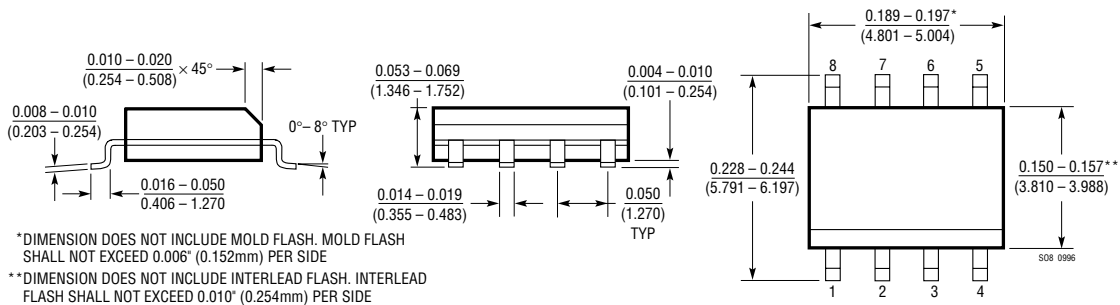 0.010 – 0.020
(0.254 – 0.508)
× 45°
0.008 – 0.010
(0.203 – 0.254)
0°– 8° TYP
0.016 – 0.050
0.406 – 1.270
0.053 – 0.069
(1.346 – 1.752)
0.004 – 0.010
(0.101 – 0.254)
0.014 – 0.019
(0.355 – 0.483)
0.050
(1.270)
TYP
0.189 – 0.197*
(4.801 – 5.004)
8 7 6 5
0.228 – 0.244
(5.791 – 6.197)
0.150 – 0.157**
(3.810 – 3.988)
1 2 3 4
SO8 0996
*DIMENSION DOES NOT INCLUDE MOLD FLASH. MOLD FLASH
SHALL NOT EXCEED 0.006" (0.152mm) PER SIDE
**DIMENSION DOES NOT INCLUDE INTERLEAD FLASH. INTERLEAD
FLASH SHALL NOT EXCEED 0.010" (0.254mm) PER SIDE